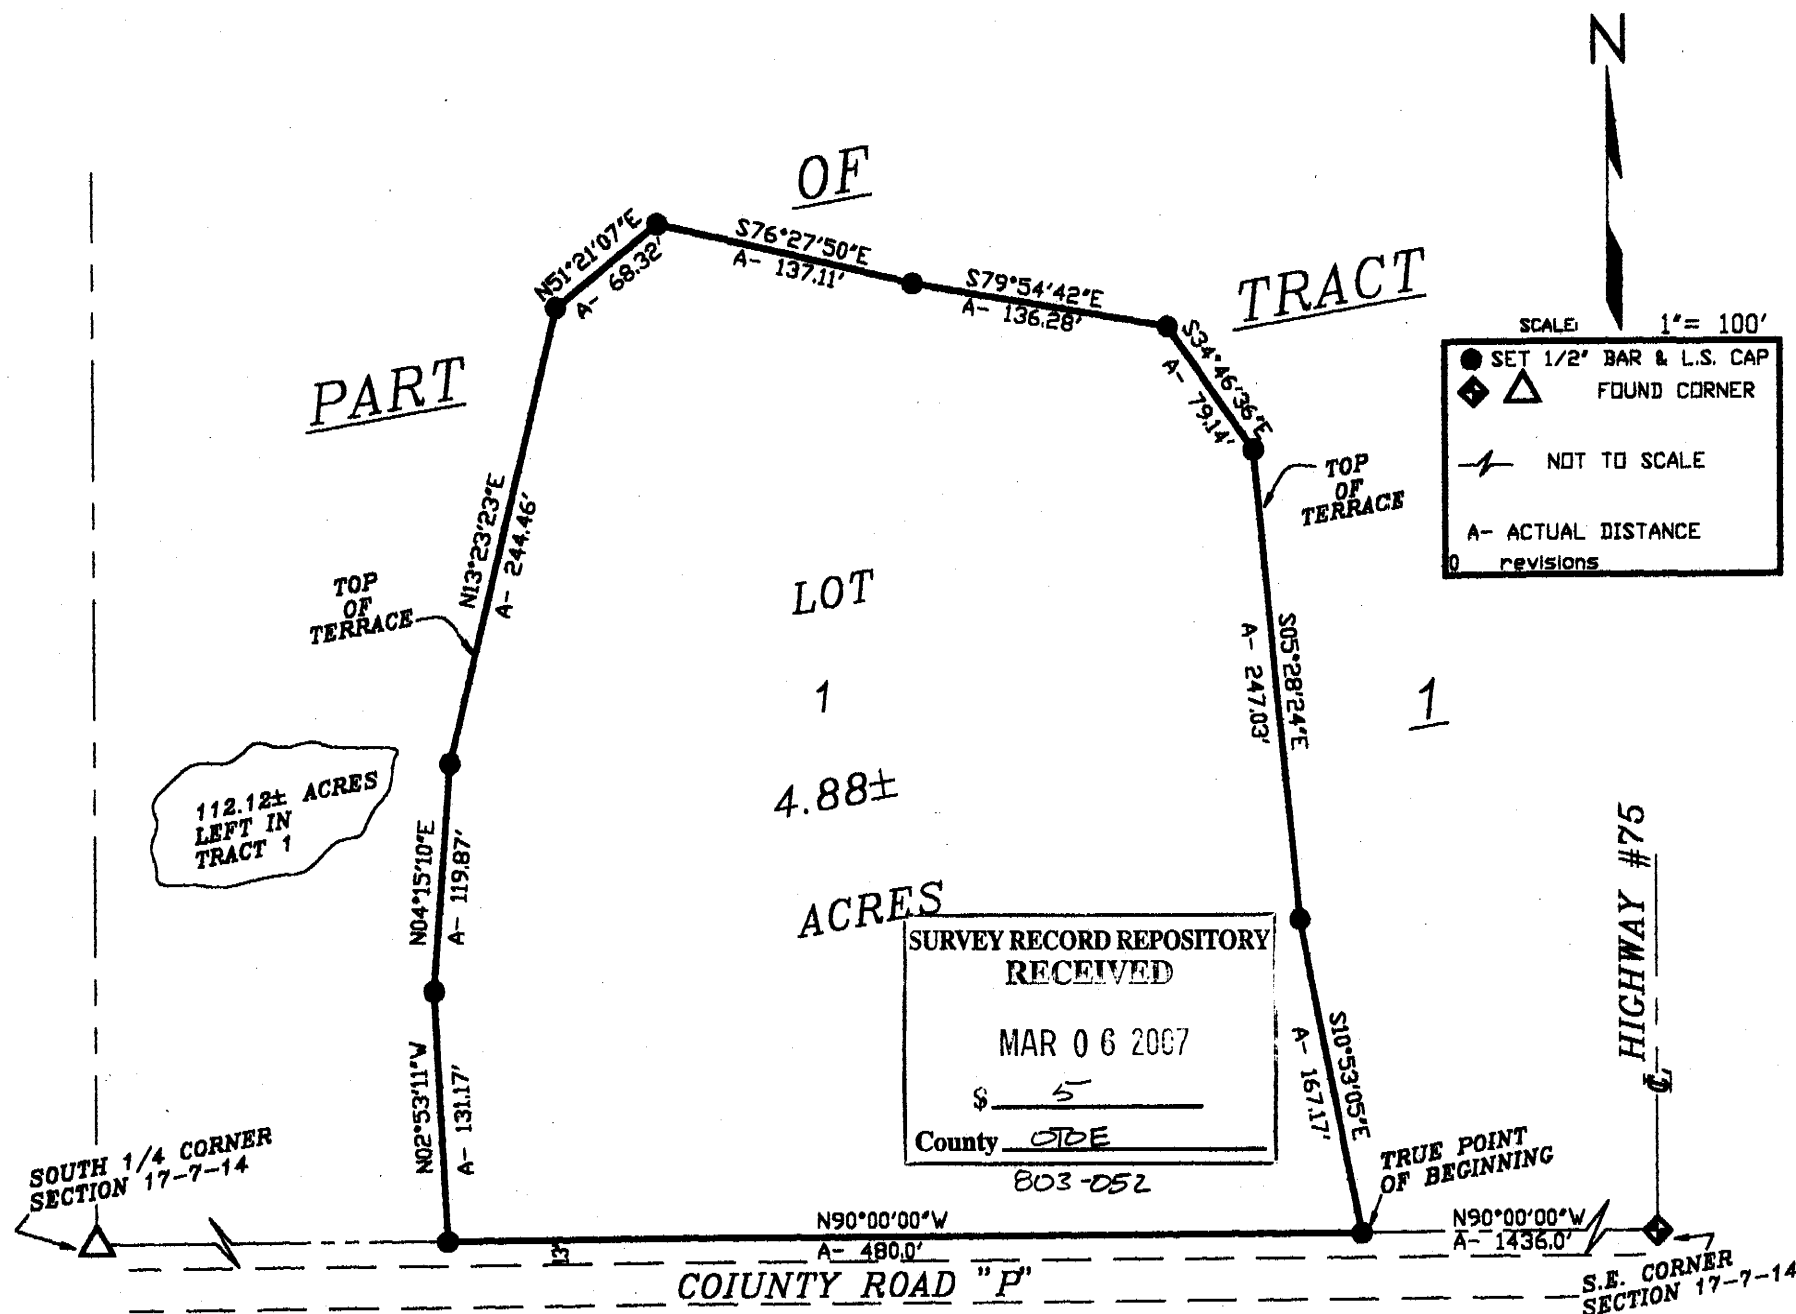 N
OF
TRACT
PART
1
N51°21'07"E
A- 68.32'
S76°27'50"E
A- 137.11'
S79°54'42"E
A- 136.28'
S34°46'36"E
A- 79.14'
SCALE: 1"= 100'
SET 1/2" BAR & L.S. CAP
FOUND CORNER
NOT TO SCALE
A- ACTUAL DISTANCE
0 revisions
TOP
OF
TERRACE
N13°23'23"E
A- 244.46'
TOP
OF
TERRACE
LOT
1
4.88±
ACRES
S05°28'24"E
A- 247.03'
112.12± ACRES
LEFT IN
TRACT 1
N04°15'10"E
A- 119.87'
HIGHWAY #75
SURVEY RECORD REPOSITORY
RECEIVED
MAR 06 2007
$ 5
County OTOE
803-052
S10°53'05"E
A- 167.17'
N02°53'11"W
A- 131.17'
SOUTH 1/4 CORNER
SECTION 17-7-14
TRUE POINT
OF BEGINNING
N90°00'00"W
A- 480.0'
N90°00'00"W
A- 1436.0'
COIUNTY ROAD "P"
S.E. CORNER
SECTION 17-7-14